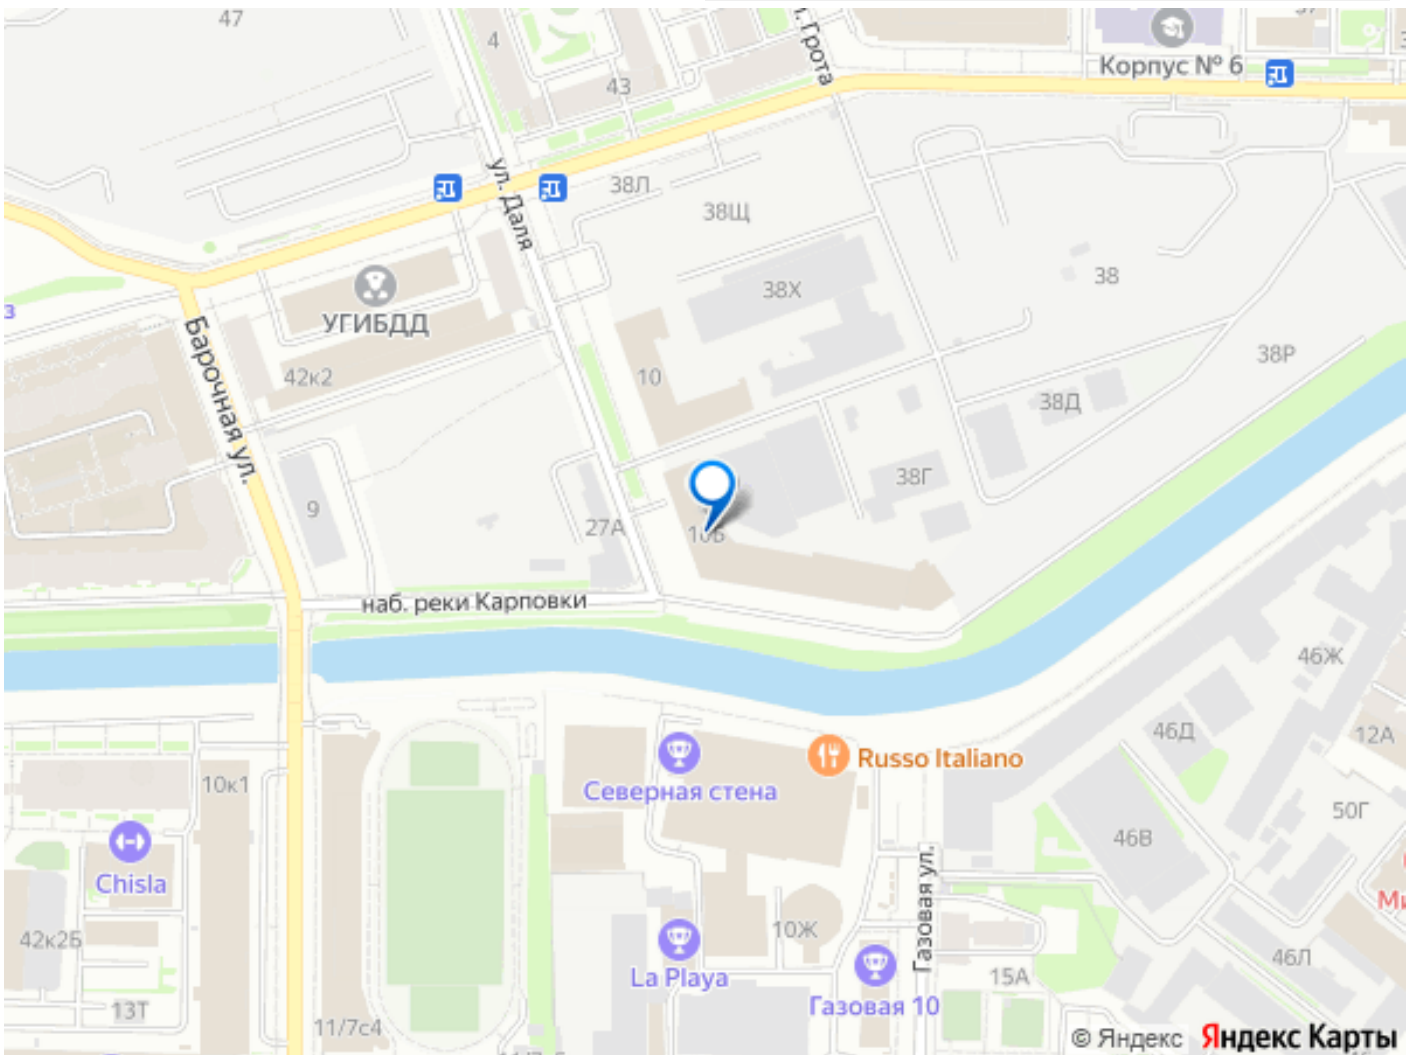 47
4
43
. Грота
Корпус № 6
37
ул. Даля
38Л
38Щ
38Х
38
УГИБДД
42к2
Барочная ул.
10
38Р
38Д
38Г
9
27А
10Б
наб. реки Карповки
46Ж
46Д
12А
Russo Italiano
Северная стена
10к1
50Г
46В
Chisla
Газовая ул.
42к2Б
10Ж
La Playa
46Л
15А
13Т
Газовая 10
11/7с4
© Яндекс Яндекс Карты